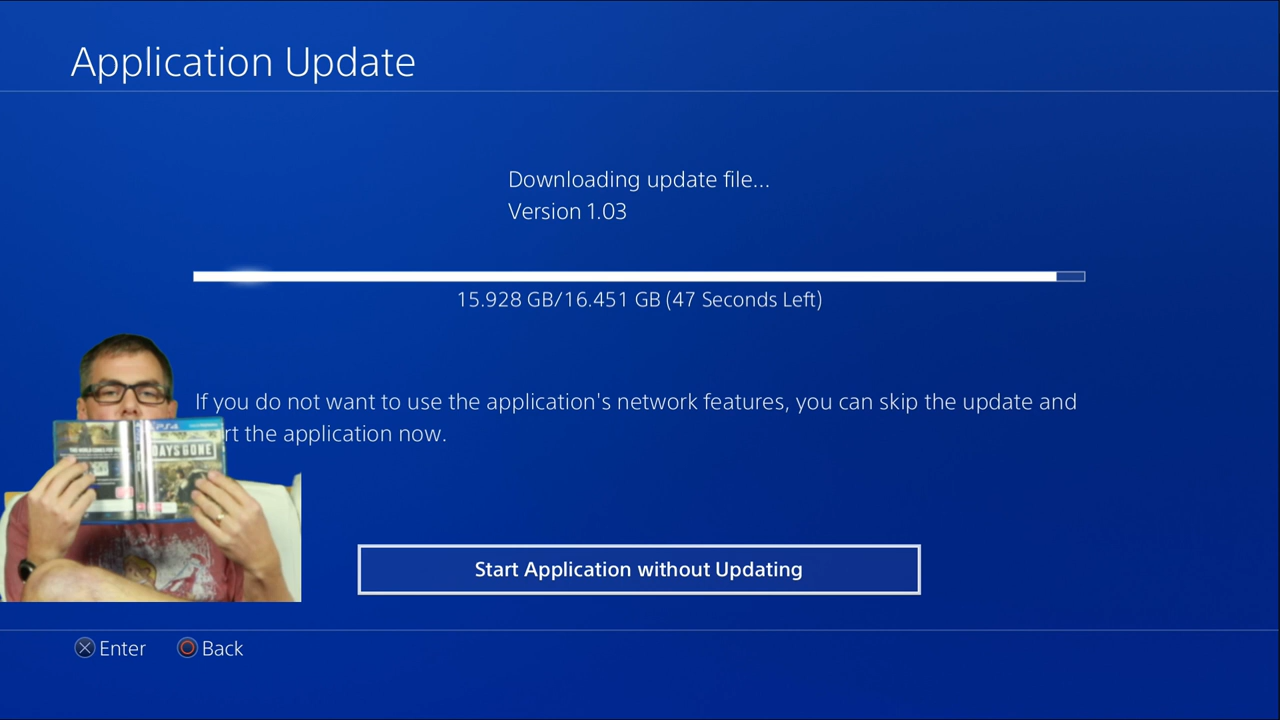 Application Update
Downloading update file...
Version 1.03
15.928 GB/16.451 GB (47 Seconds Left)
If you do not want to use the application's network features, you can skip the update and
rt the application now.
PS4
DAYS GONE
Start Application without Updating
Enter
Back